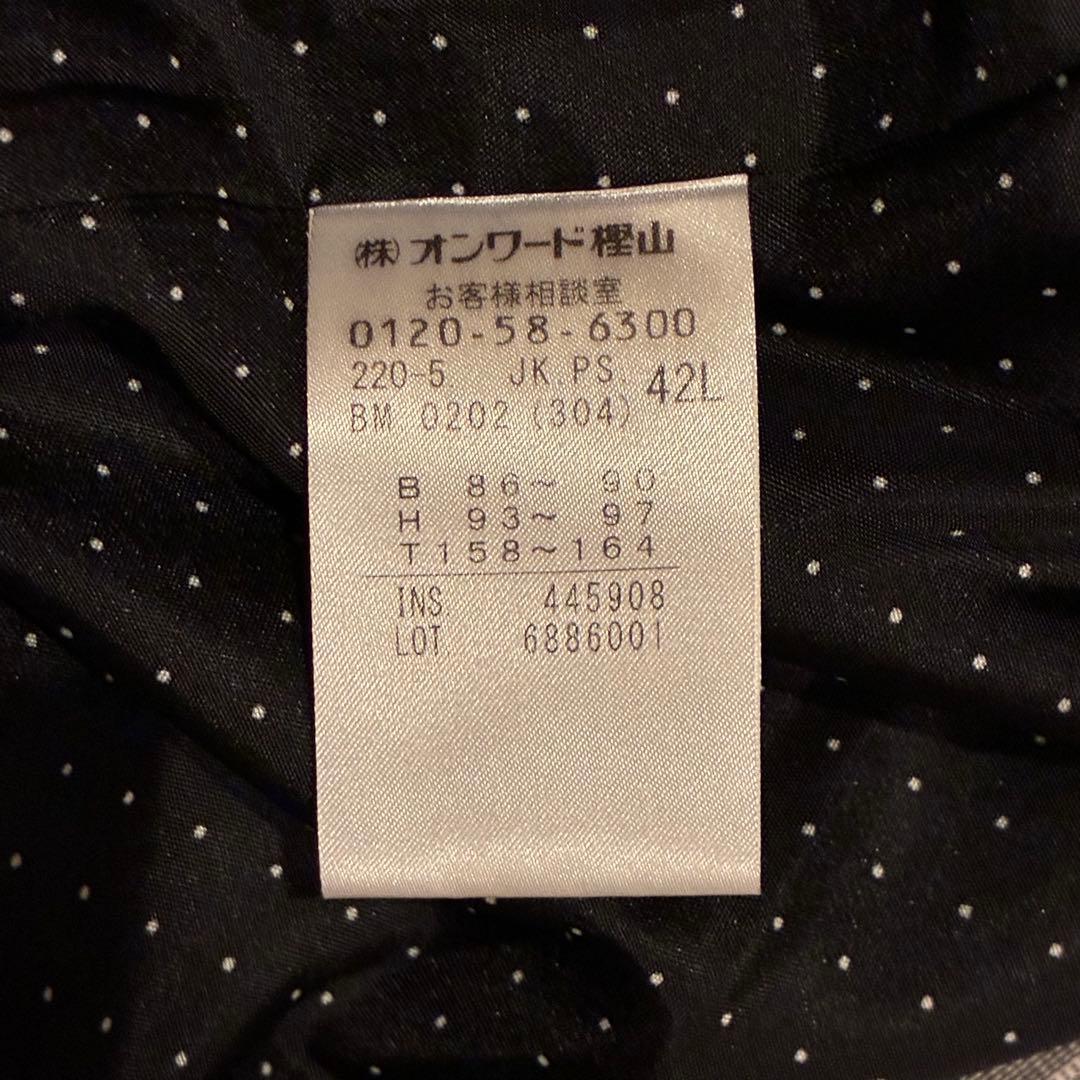 ㈱オンワード樫山
お客様相談室
0120-58-6300
220-5 JK PS 42L
BM 0202 (304)
B 86～ 90
H 93～ 97
T158～164
INS 445908
LOT 6886001